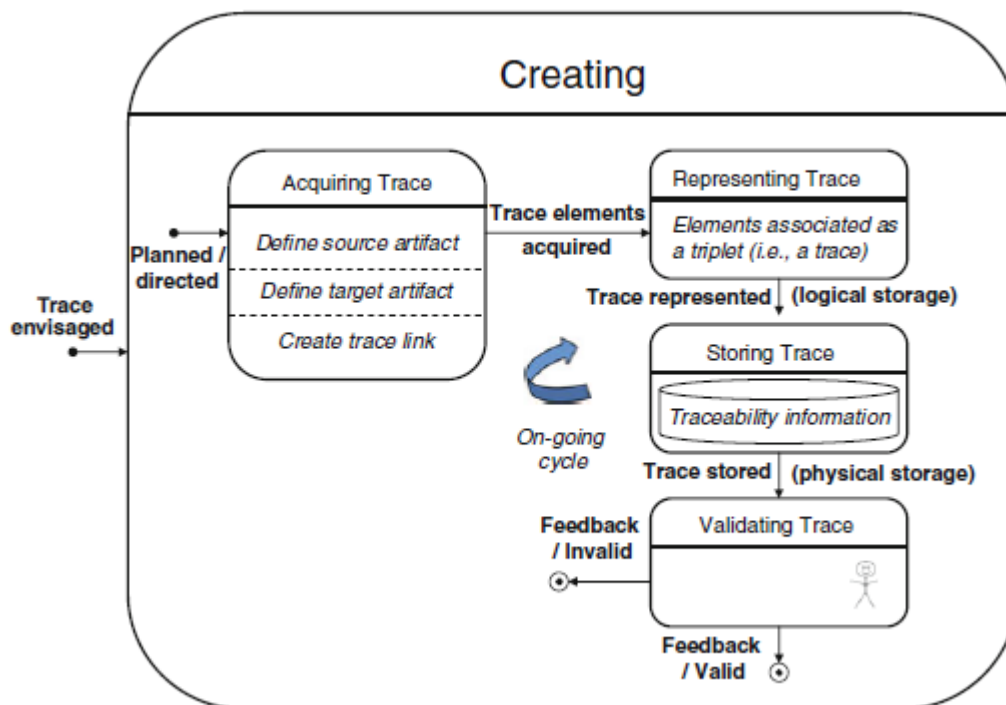 Creating
Acquiring Trace
Define source artifact
Define target artifact
Create trace link
Planned /
directed
Trace
envisaged
Trace elements
acquired
Representing Trace
Elements associated as
a triplet (i.e., a trace)
Trace represented
(logical storage)
Storing Trace
Traceability information
On-going
cycle
Trace stored
(physical storage)
Validating Trace
Feedback
/ Invalid
Feedback
/ Valid